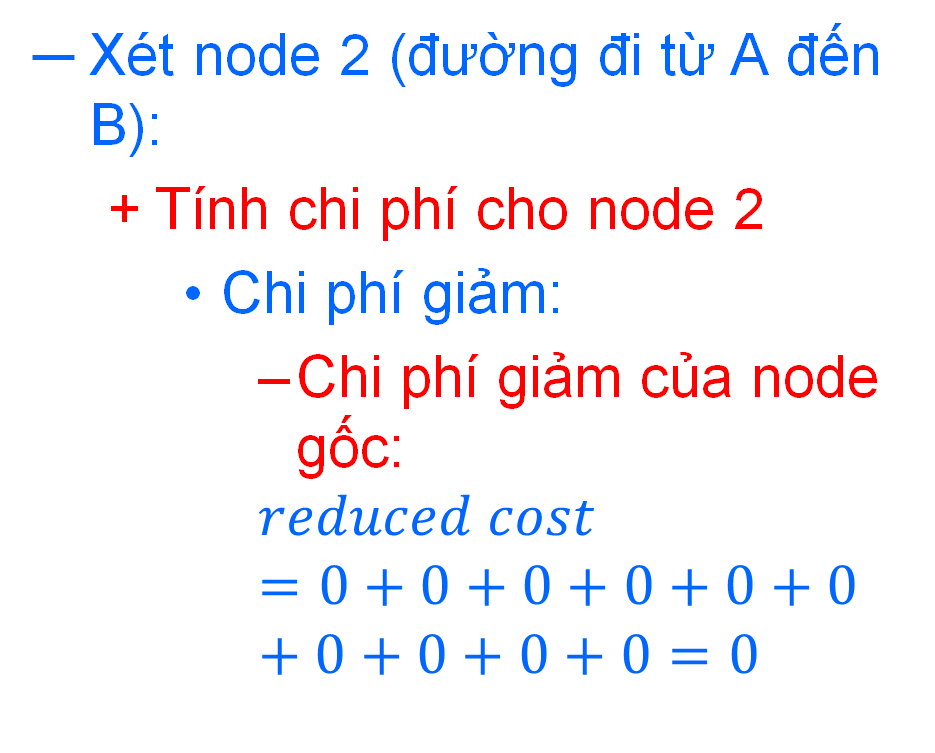 – Xét node 2 (đường đi từ A đến
B):
+ Tính chi phí cho node 2
• Chi phí giảm:
–Chi phí giảm của node
gốc:
reduced cost
= 0 + 0 + 0 + 0 + 0 + 0
+ 0 + 0 + 0 + 0 = 0